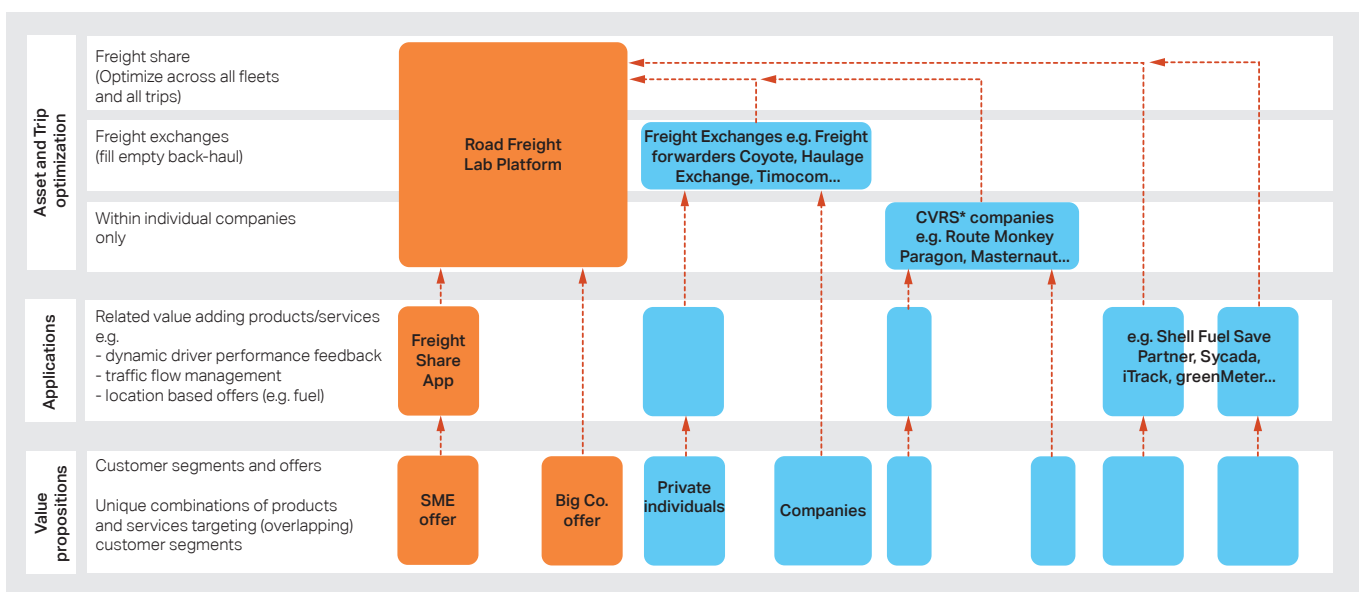 Asset and Trip
optimization
Freight share
(Optimize across all fleets
and all trips)
Freight exchanges
(fill empty back-haul)
Within individual companies
only
Road Freight
Lab Platform
Freight Exchanges e.g. Freight
forwarders Coyote, Haulage
Exchange, Timocom...
CVRS* companies
e.g. Route Monkey
Paragon, Masternaut...
Applications
Related value adding products/services
e.g.
- dynamic driver performance feedback
- traffic flow management
- location based offers (e.g. fuel)
Freight
Share
App
e.g. Shell Fuel Save
Partner, Sycada,
iTrack, greenMeter...
Value
propositions
Customer segments and offers
Unique combinations of products
and services targeting (overlapping)
customer segments
SME
offer
Big Co.
offer
Private
individuals
Companies